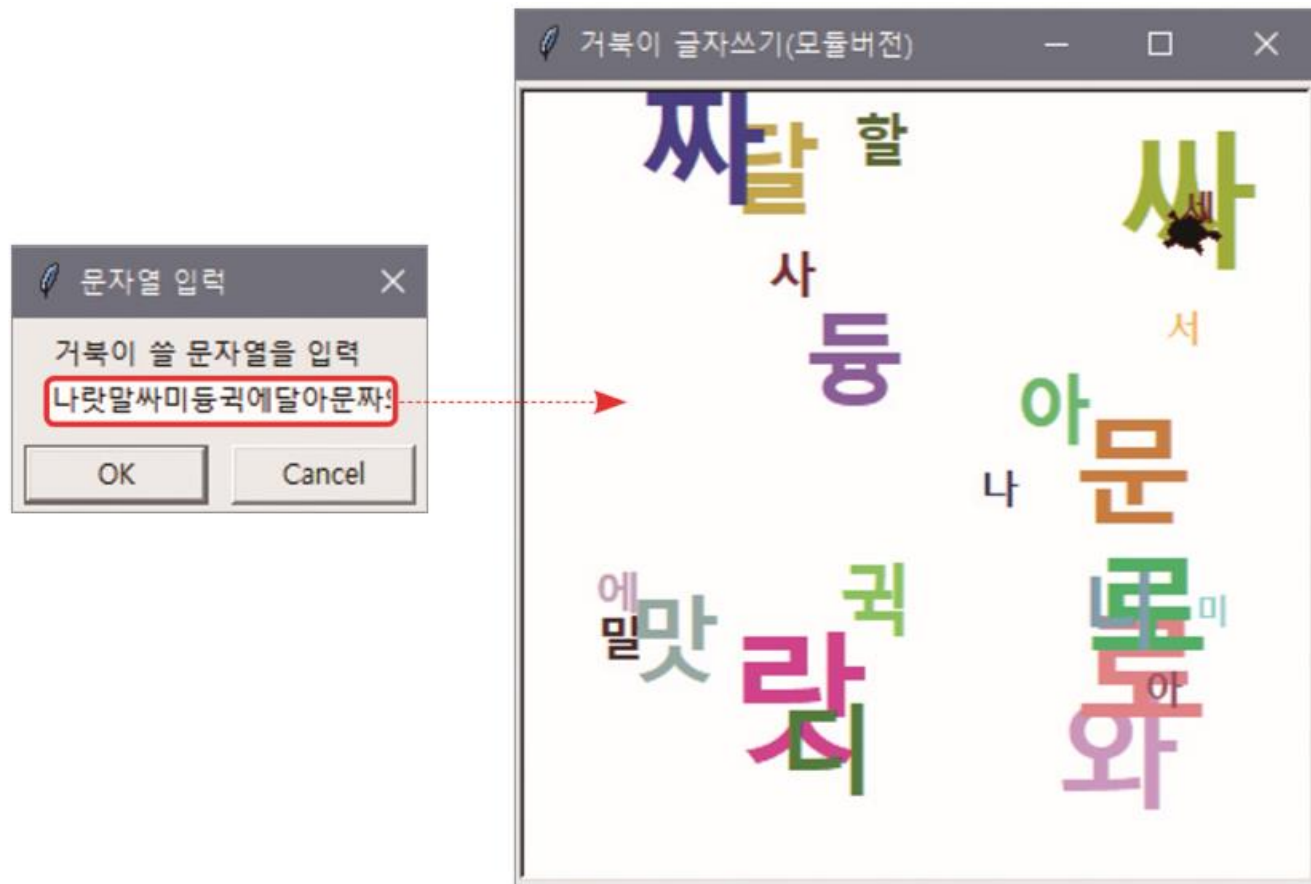 거북이 글자쓰기(모듈버전)
짜
달
할
싸
세
사
서
듕
아
문
나
에
밀
맛
귁
로
니
미
랏
도
아
디
와
문자열 입력
거북이 쓸 문자열을 입력
나랏말싸미듕귁에달아문짜
OK
Cancel